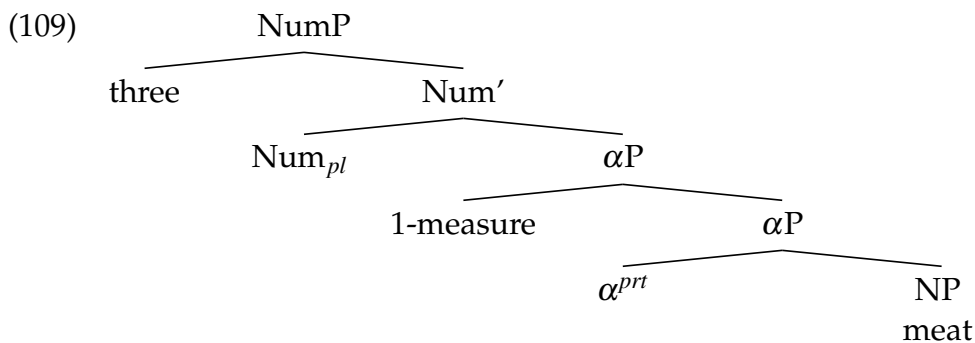 (109) NumP
three Num′
Num_pl αP
1-measure αP
α^prt NP
meat